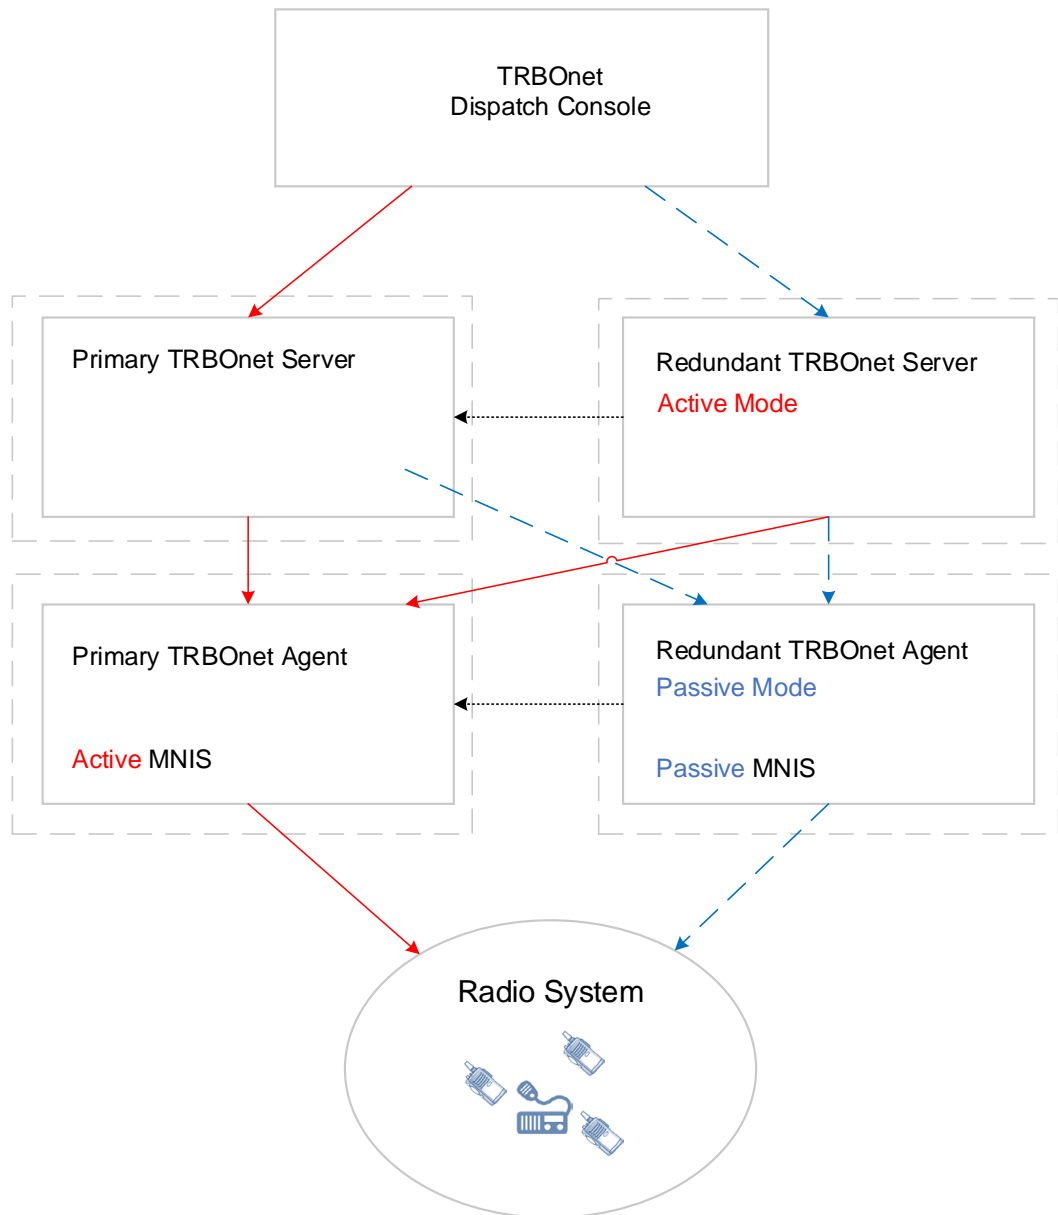 TRBOnet
Dispatch Console
Primary TRBOnet Server
Redundant TRBOnet Server
Active Mode
Primary TRBOnet Agent
Active MNIS
Redundant TRBOnet Agent
Passive Mode
Passive MNIS
Radio System